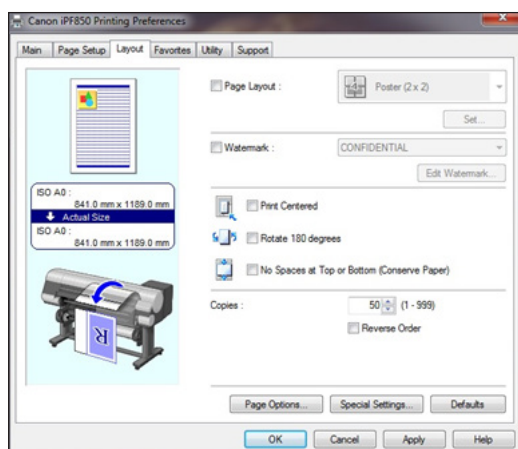 Canon iPF850 Printing Preferences
Main Page Setup Layout Favorites Utility Support
Page Layout : Poster (2 x 2)
Set...
Watermark : CONFIDENTIAL
Edit Watermark...
ISO A0 :
841.0 mm x 1189.0 mm
Actual Size
ISO A0 :
841.0 mm x 1189.0 mm
Print Centered
Rotate 180 degrees
No Spaces at Top or Bottom (Conserve Paper)
Copies : 50 (1 - 999)
Reverse Order
R
Page Options... Special Settings... Defaults
OK Cancel Apply Help